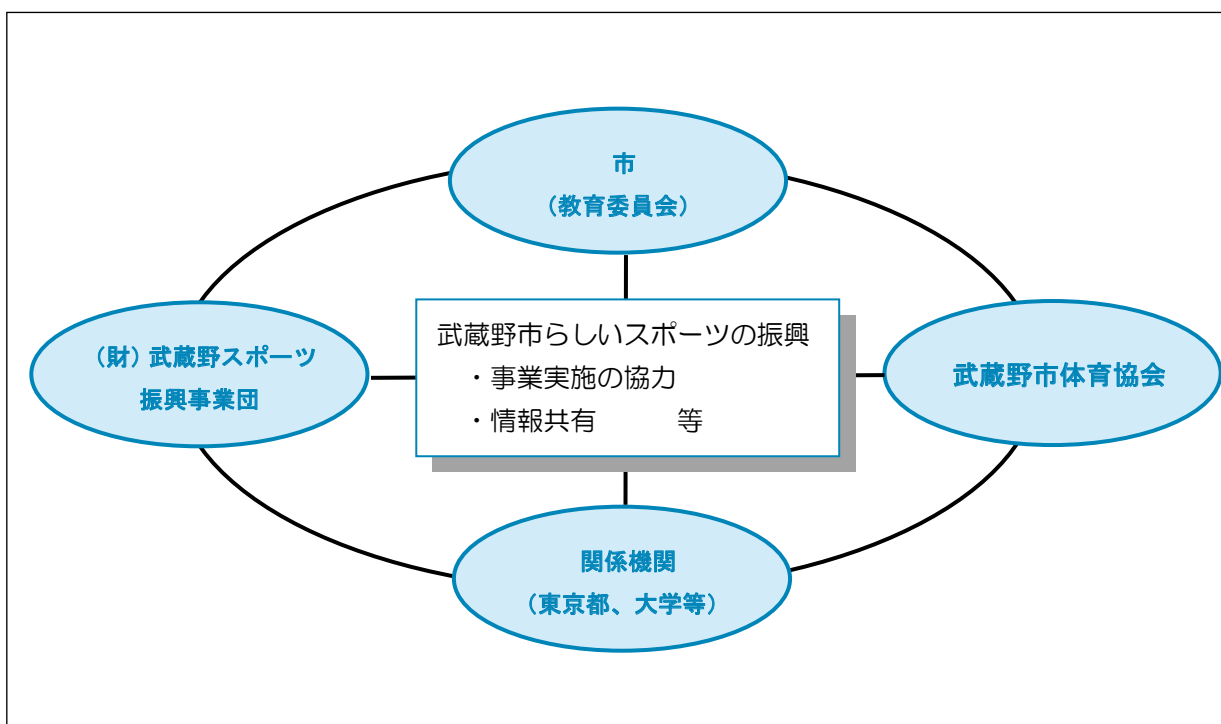 市
（教育委員会）
武蔵野市らしいスポーツの振興
・事業実施の協力
・情報共有　　　等
（財）武蔵野スポーツ
振興事業団
武蔵野市体育協会
関係機関
（東京都、大学等）